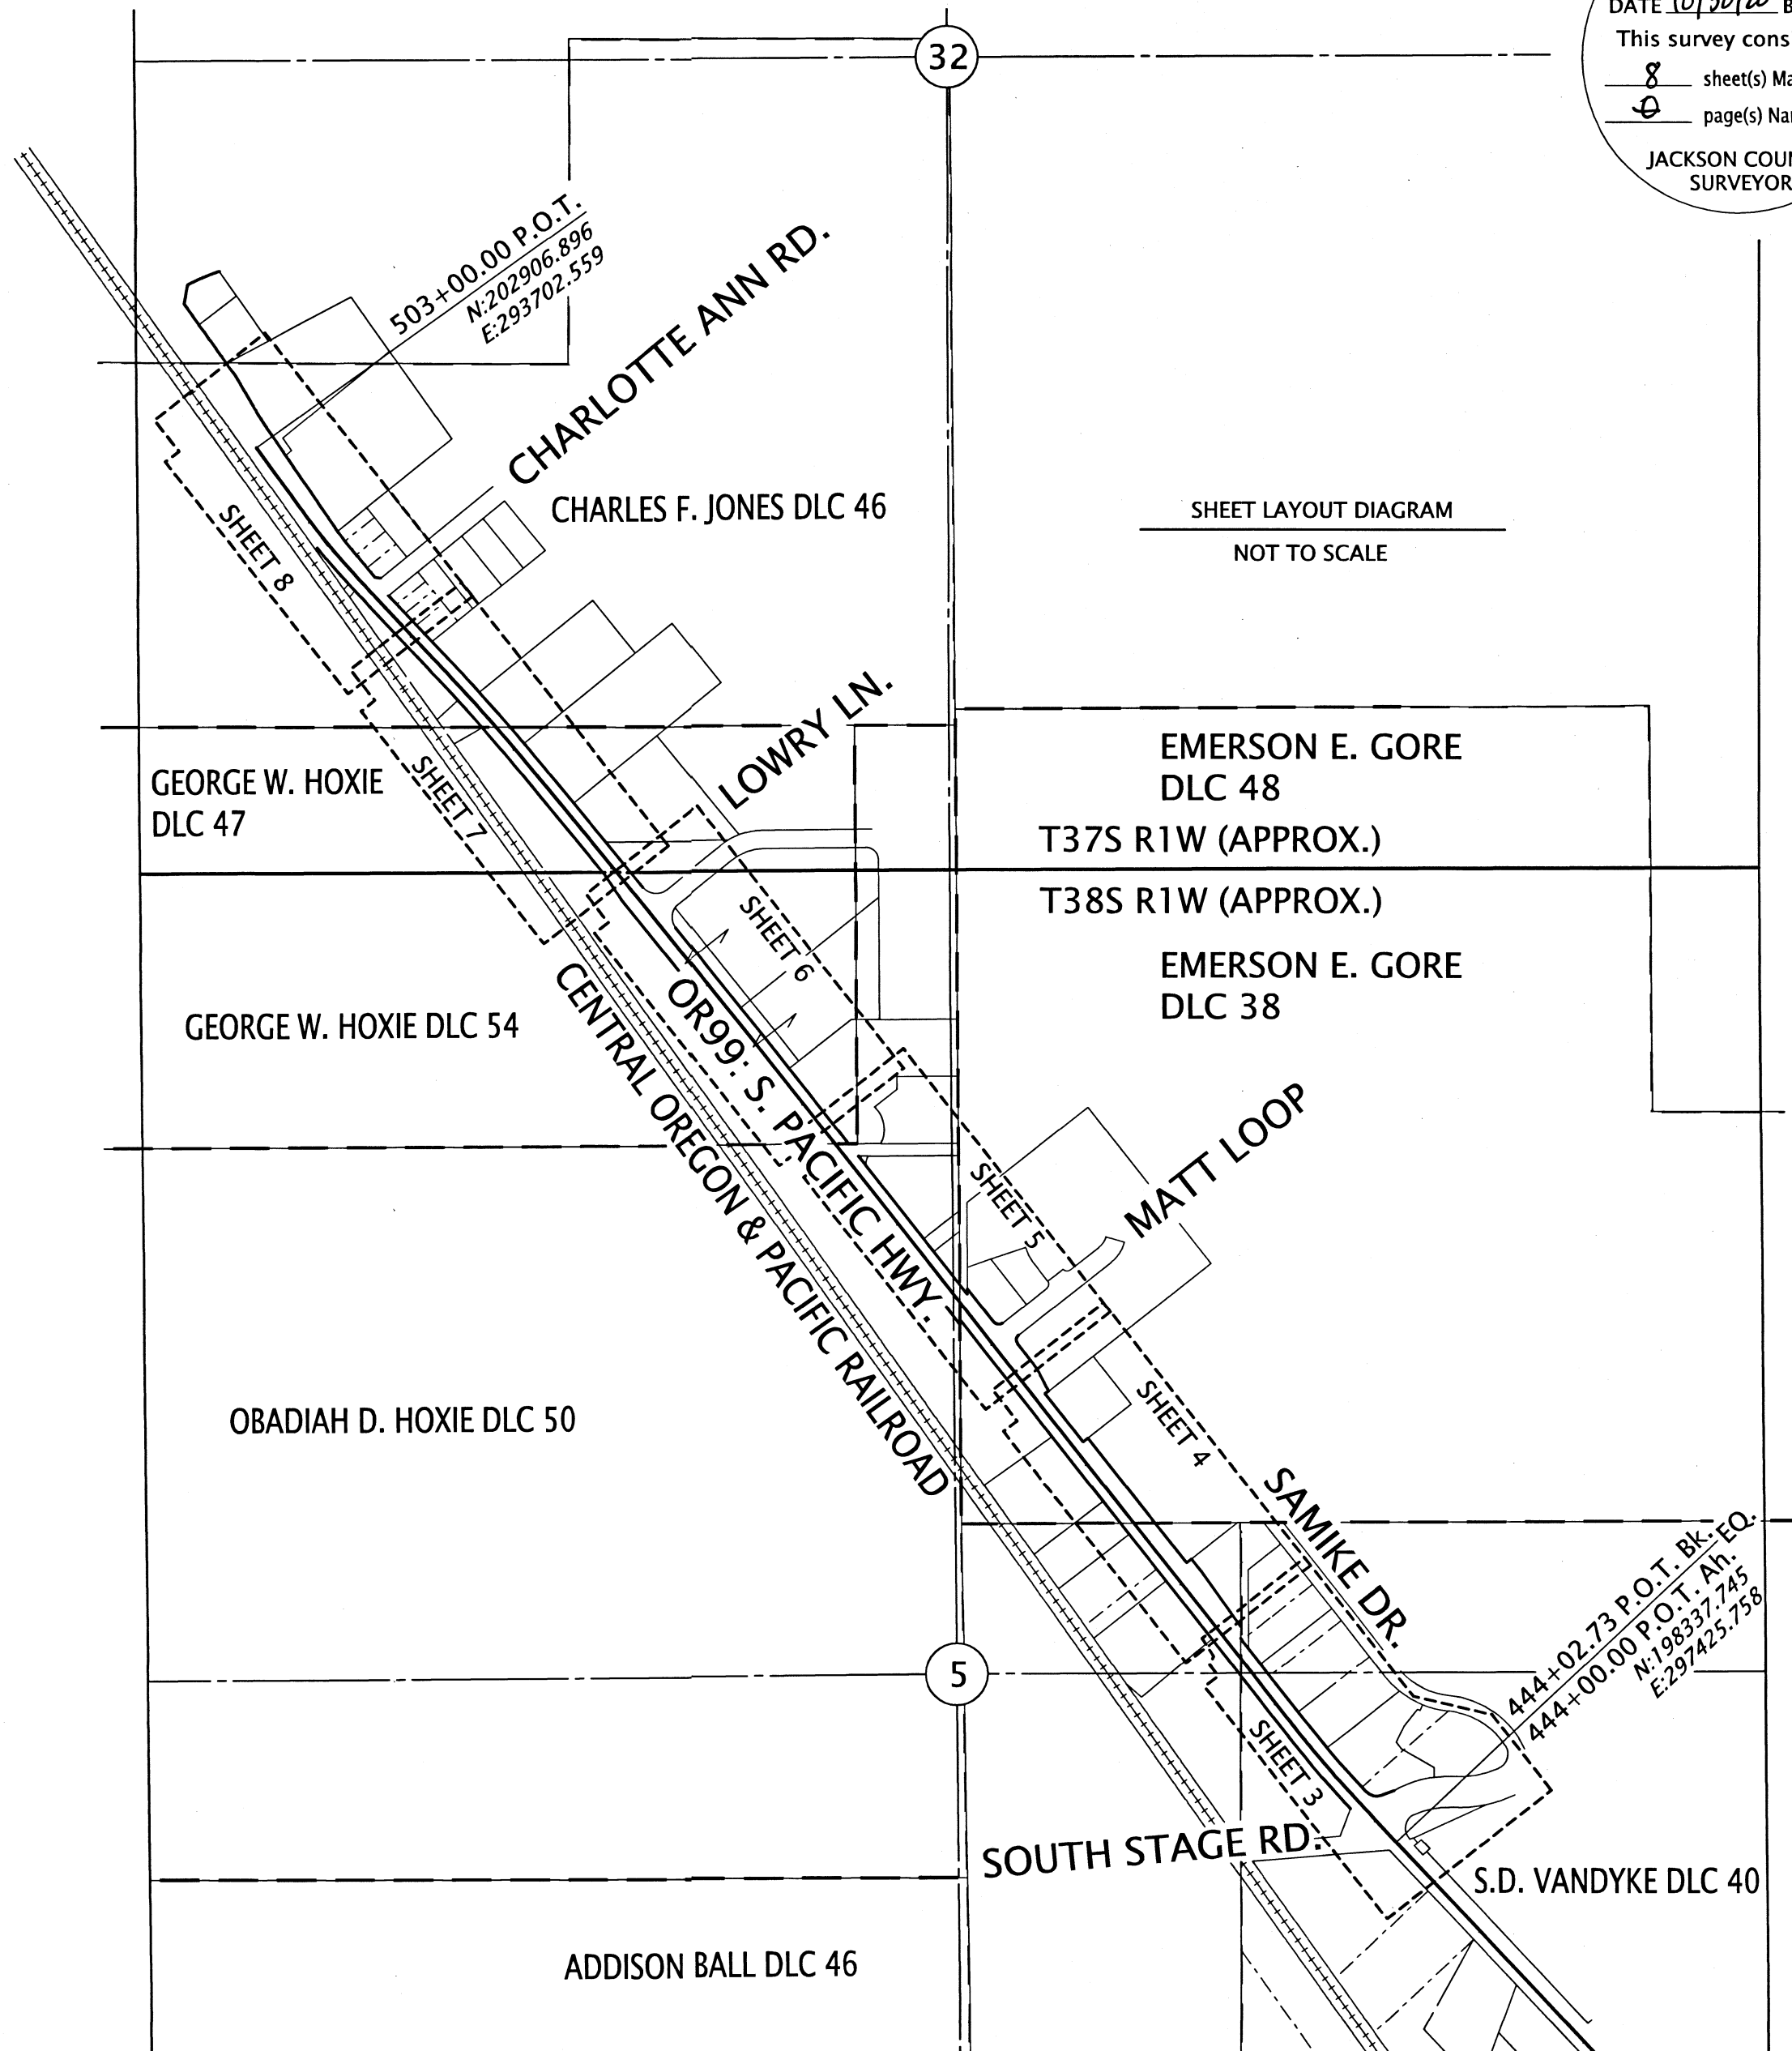 DATE 10/30/20 B
This survey cons
8 sheet(s) Ma
0 page(s) Nar
JACKSON COUN
SURVEYOR
32
503+00.00 P.O.T.
N:202906.896
E:293702.559
CHARLOTTE ANN RD.
CHARLES F. JONES DLC 46
SHEET LAYOUT DIAGRAM
NOT TO SCALE
SHEET 8
LOWRY LN.
EMERSON E. GORE
DLC 48
GEORGE W. HOXIE
DLC 47
SHEET 7
T37S R1W (APPROX.)
T38S R1W (APPROX.)
SHEET 6
EMERSON E. GORE
DLC 38
GEORGE W. HOXIE DLC 54
CENTRAL OREGON & PACIFIC RAILROAD
OR99: S. PACIFIC HWY.
MATT LOOP
SHEET 5
OBADIAH D. HOXIE DLC 50
SHEET 4
SAMIKE DR.
444+02.73 P.O.T. Bk. EQ.
444+00.00 P.O.T. Ah.
N:198337.745
E:297425.758
5
SHEET 3
SOUTH STAGE RD.
S.D. VANDYKE DLC 40
ADDISON BALL DLC 46